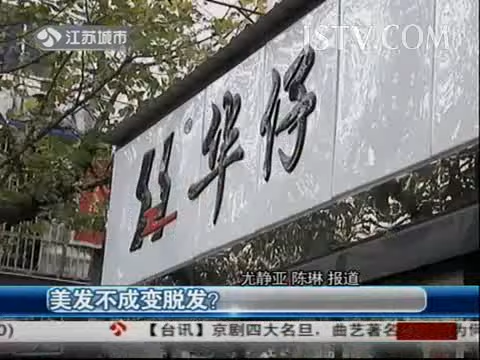 江苏城市
JSTV.COM
®华仔
尤静亚 陈琳 报道
美发不成变脱发?
0) 【台讯】京剧四大名旦，曲艺著名